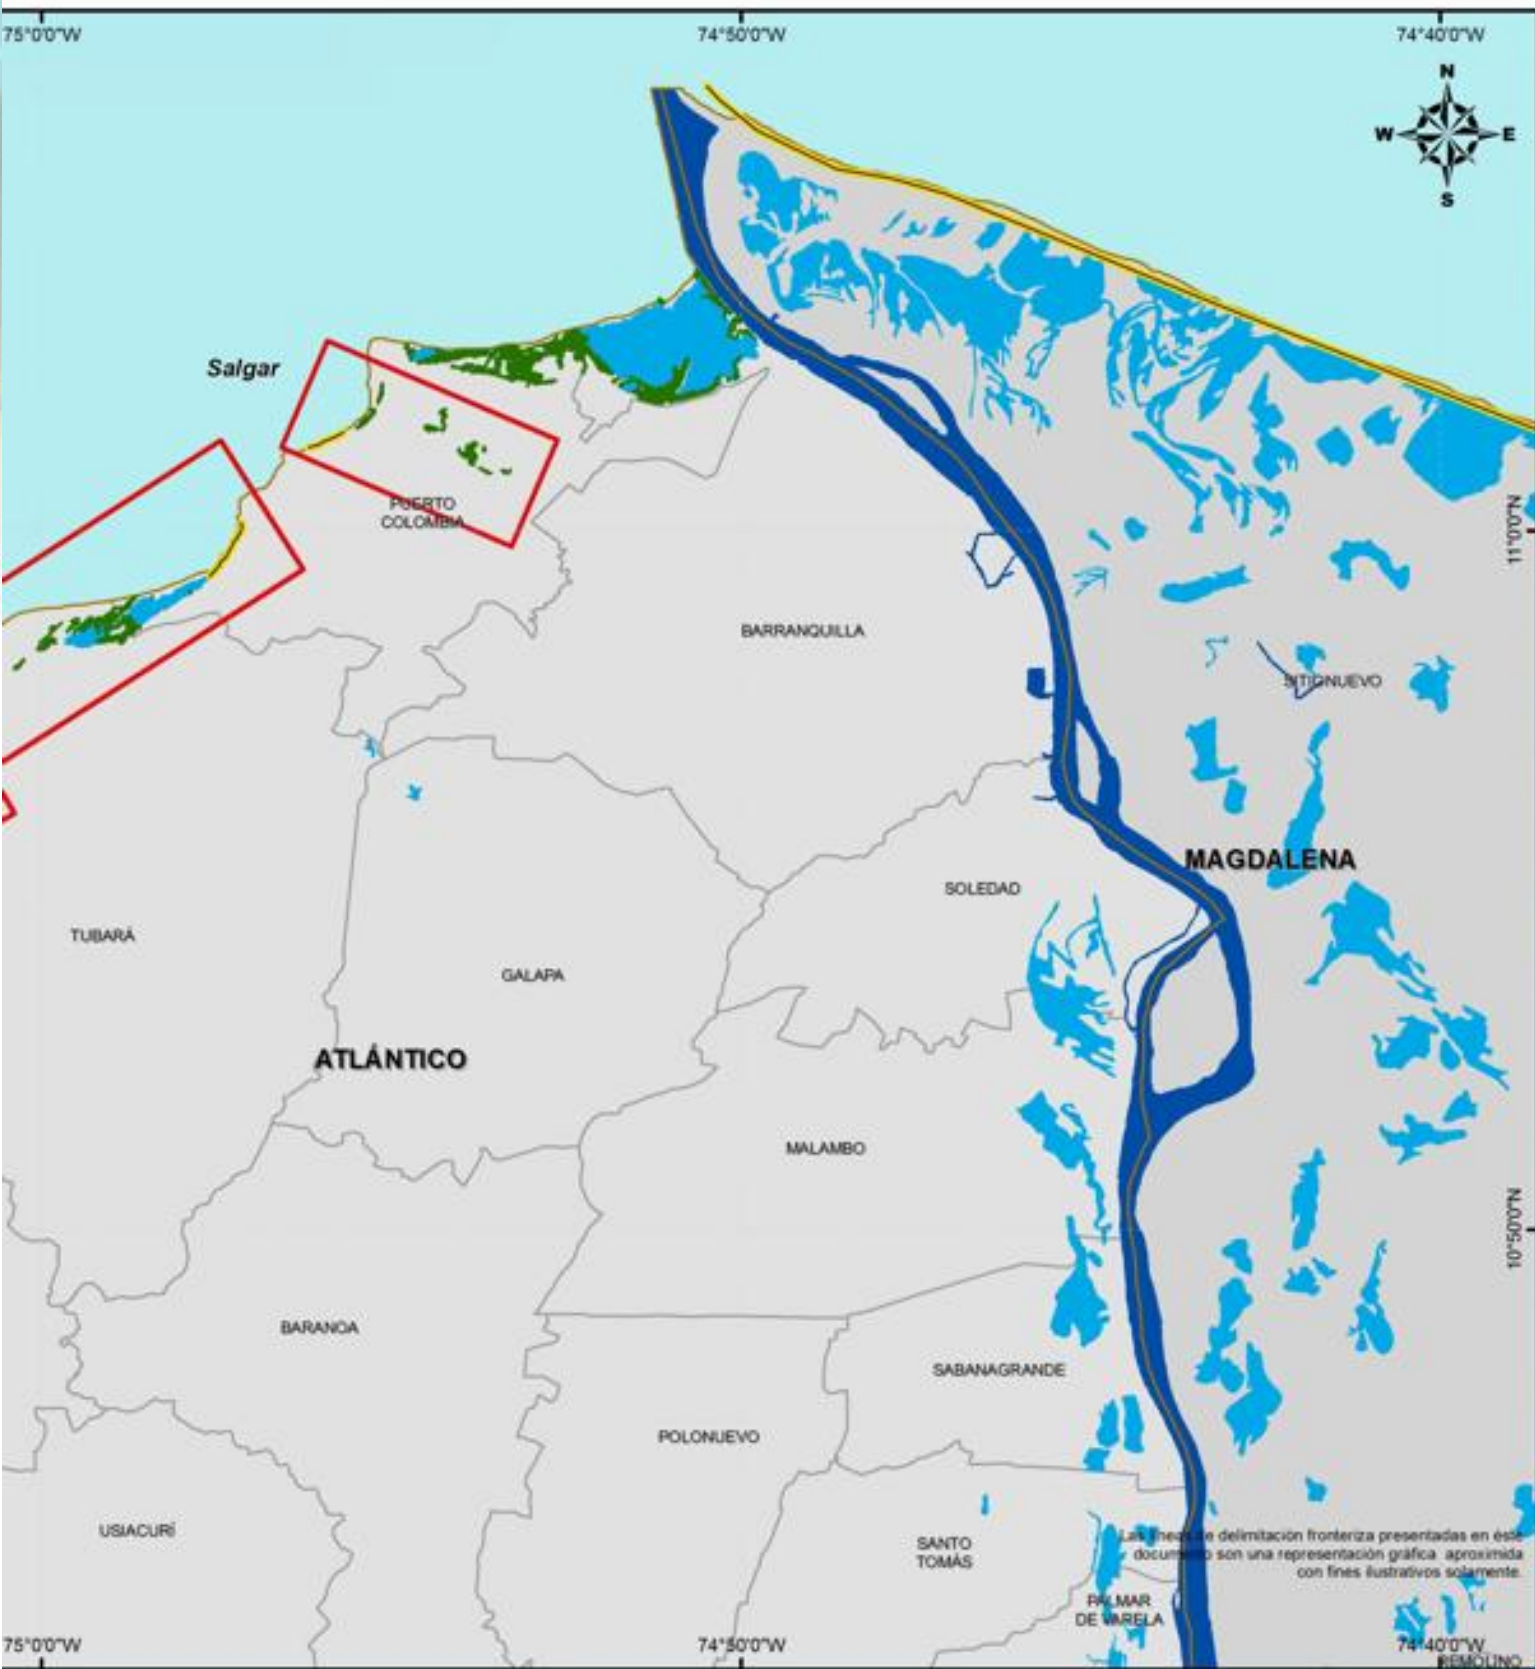 75°0'0"W
74°50'0"W
74°40'0"W
N
W
E
S
Salgar
PUERTO
COLOMBIA
11°0'0"N
BARRANQUILLA
SITIONUEVO
MAGDALENA
SOLEDAD
TUBARÁ
GALAPA
ATLÁNTICO
MALAMBO
10°50'0"N
BARANOA
SABANAGRANDE
POLONUEVO
USIACURÍ
SANTO
TOMÁS
Las líneas de delimitación fronteriza presentadas en éste
documento son una representación gráfica aproximida
con fines ilustrativos solamente.
PALMAR
DE VARELA
75°0'0"W
74°50'0"W
74°40'0"W
REMOLINO